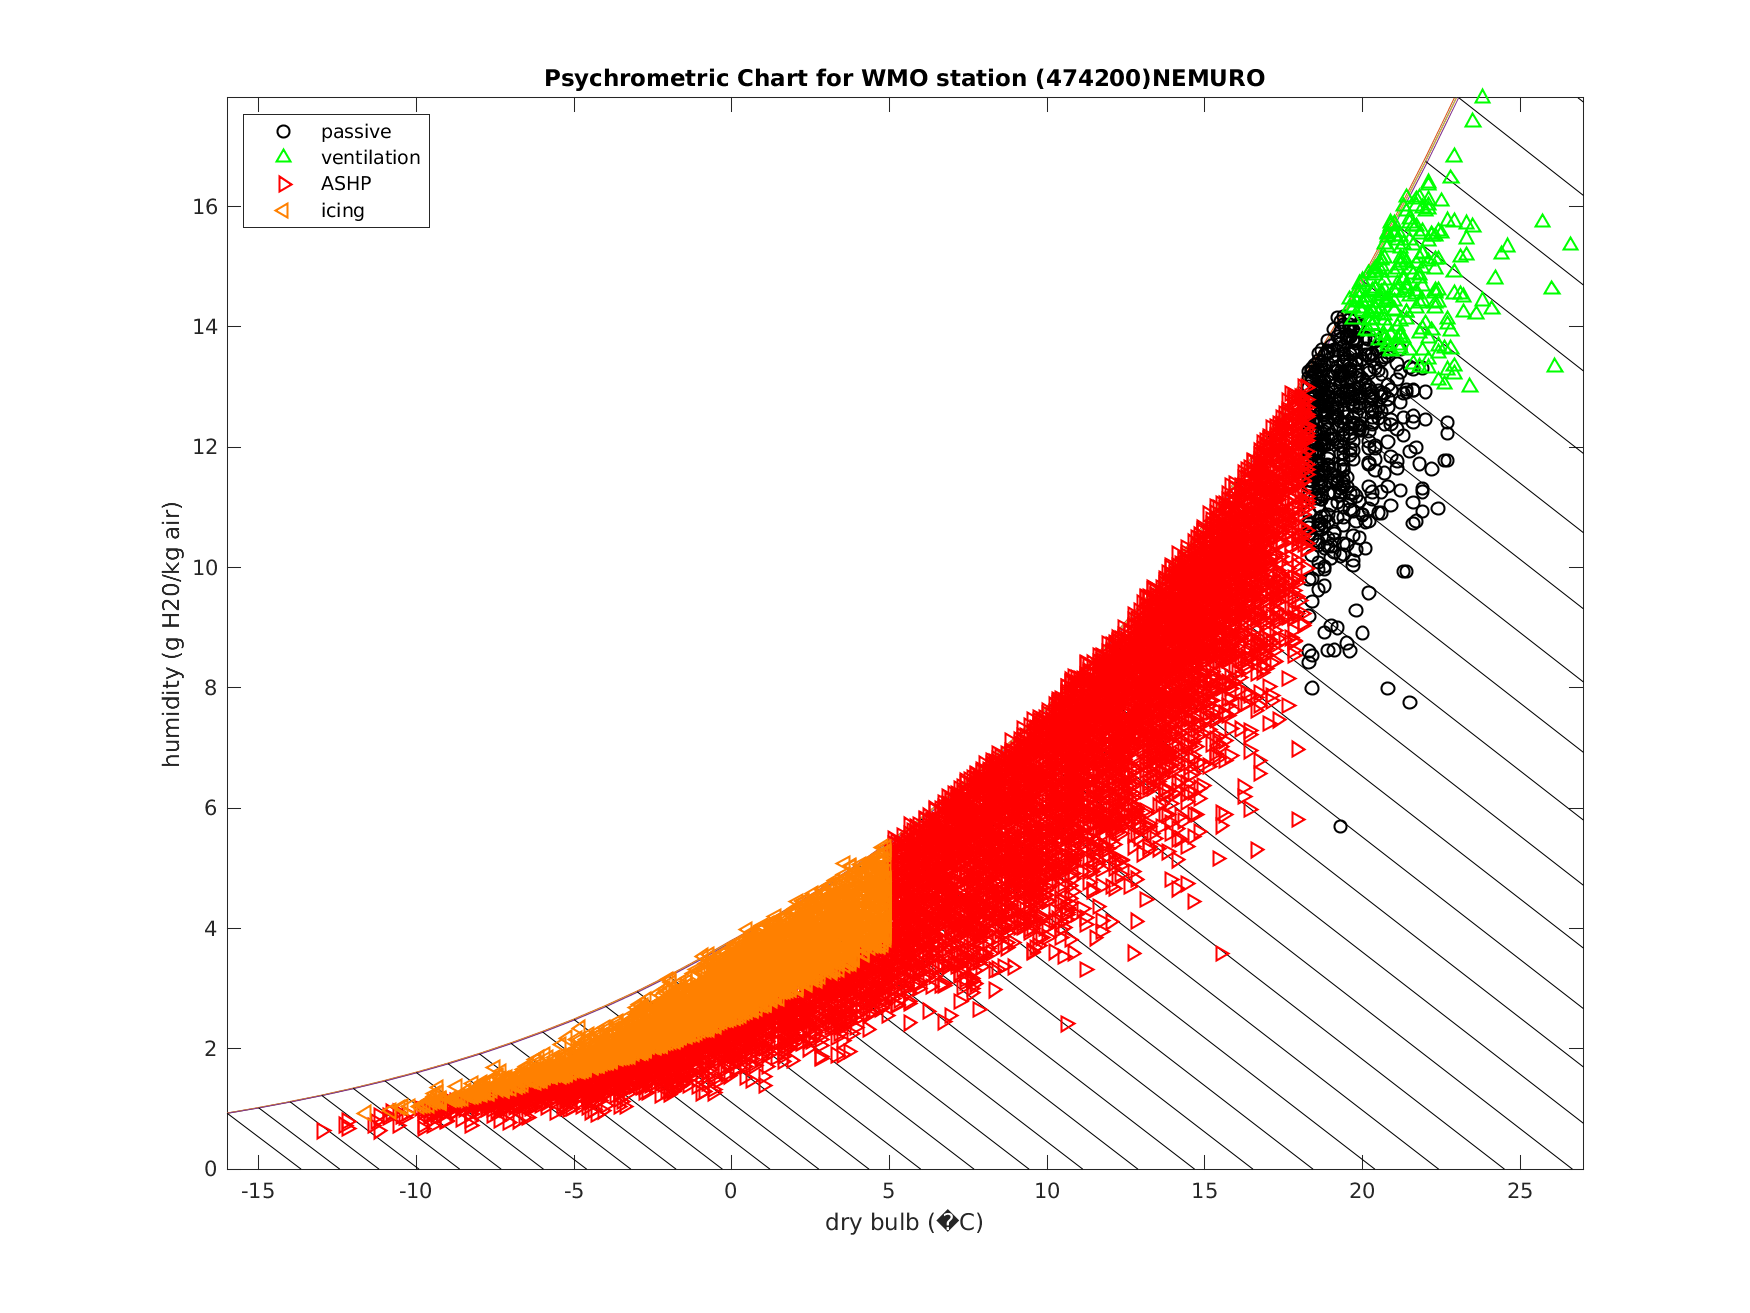 Psychrometric Chart for WMO station (474200)NEMURO
passive
ventilation
ASHP
icing
humidity (g H20/kg air)
16
14
12
10
8
6
4
2
0
-15 -10 -5 0 5 10 15 20 25
dry bulb (�C)